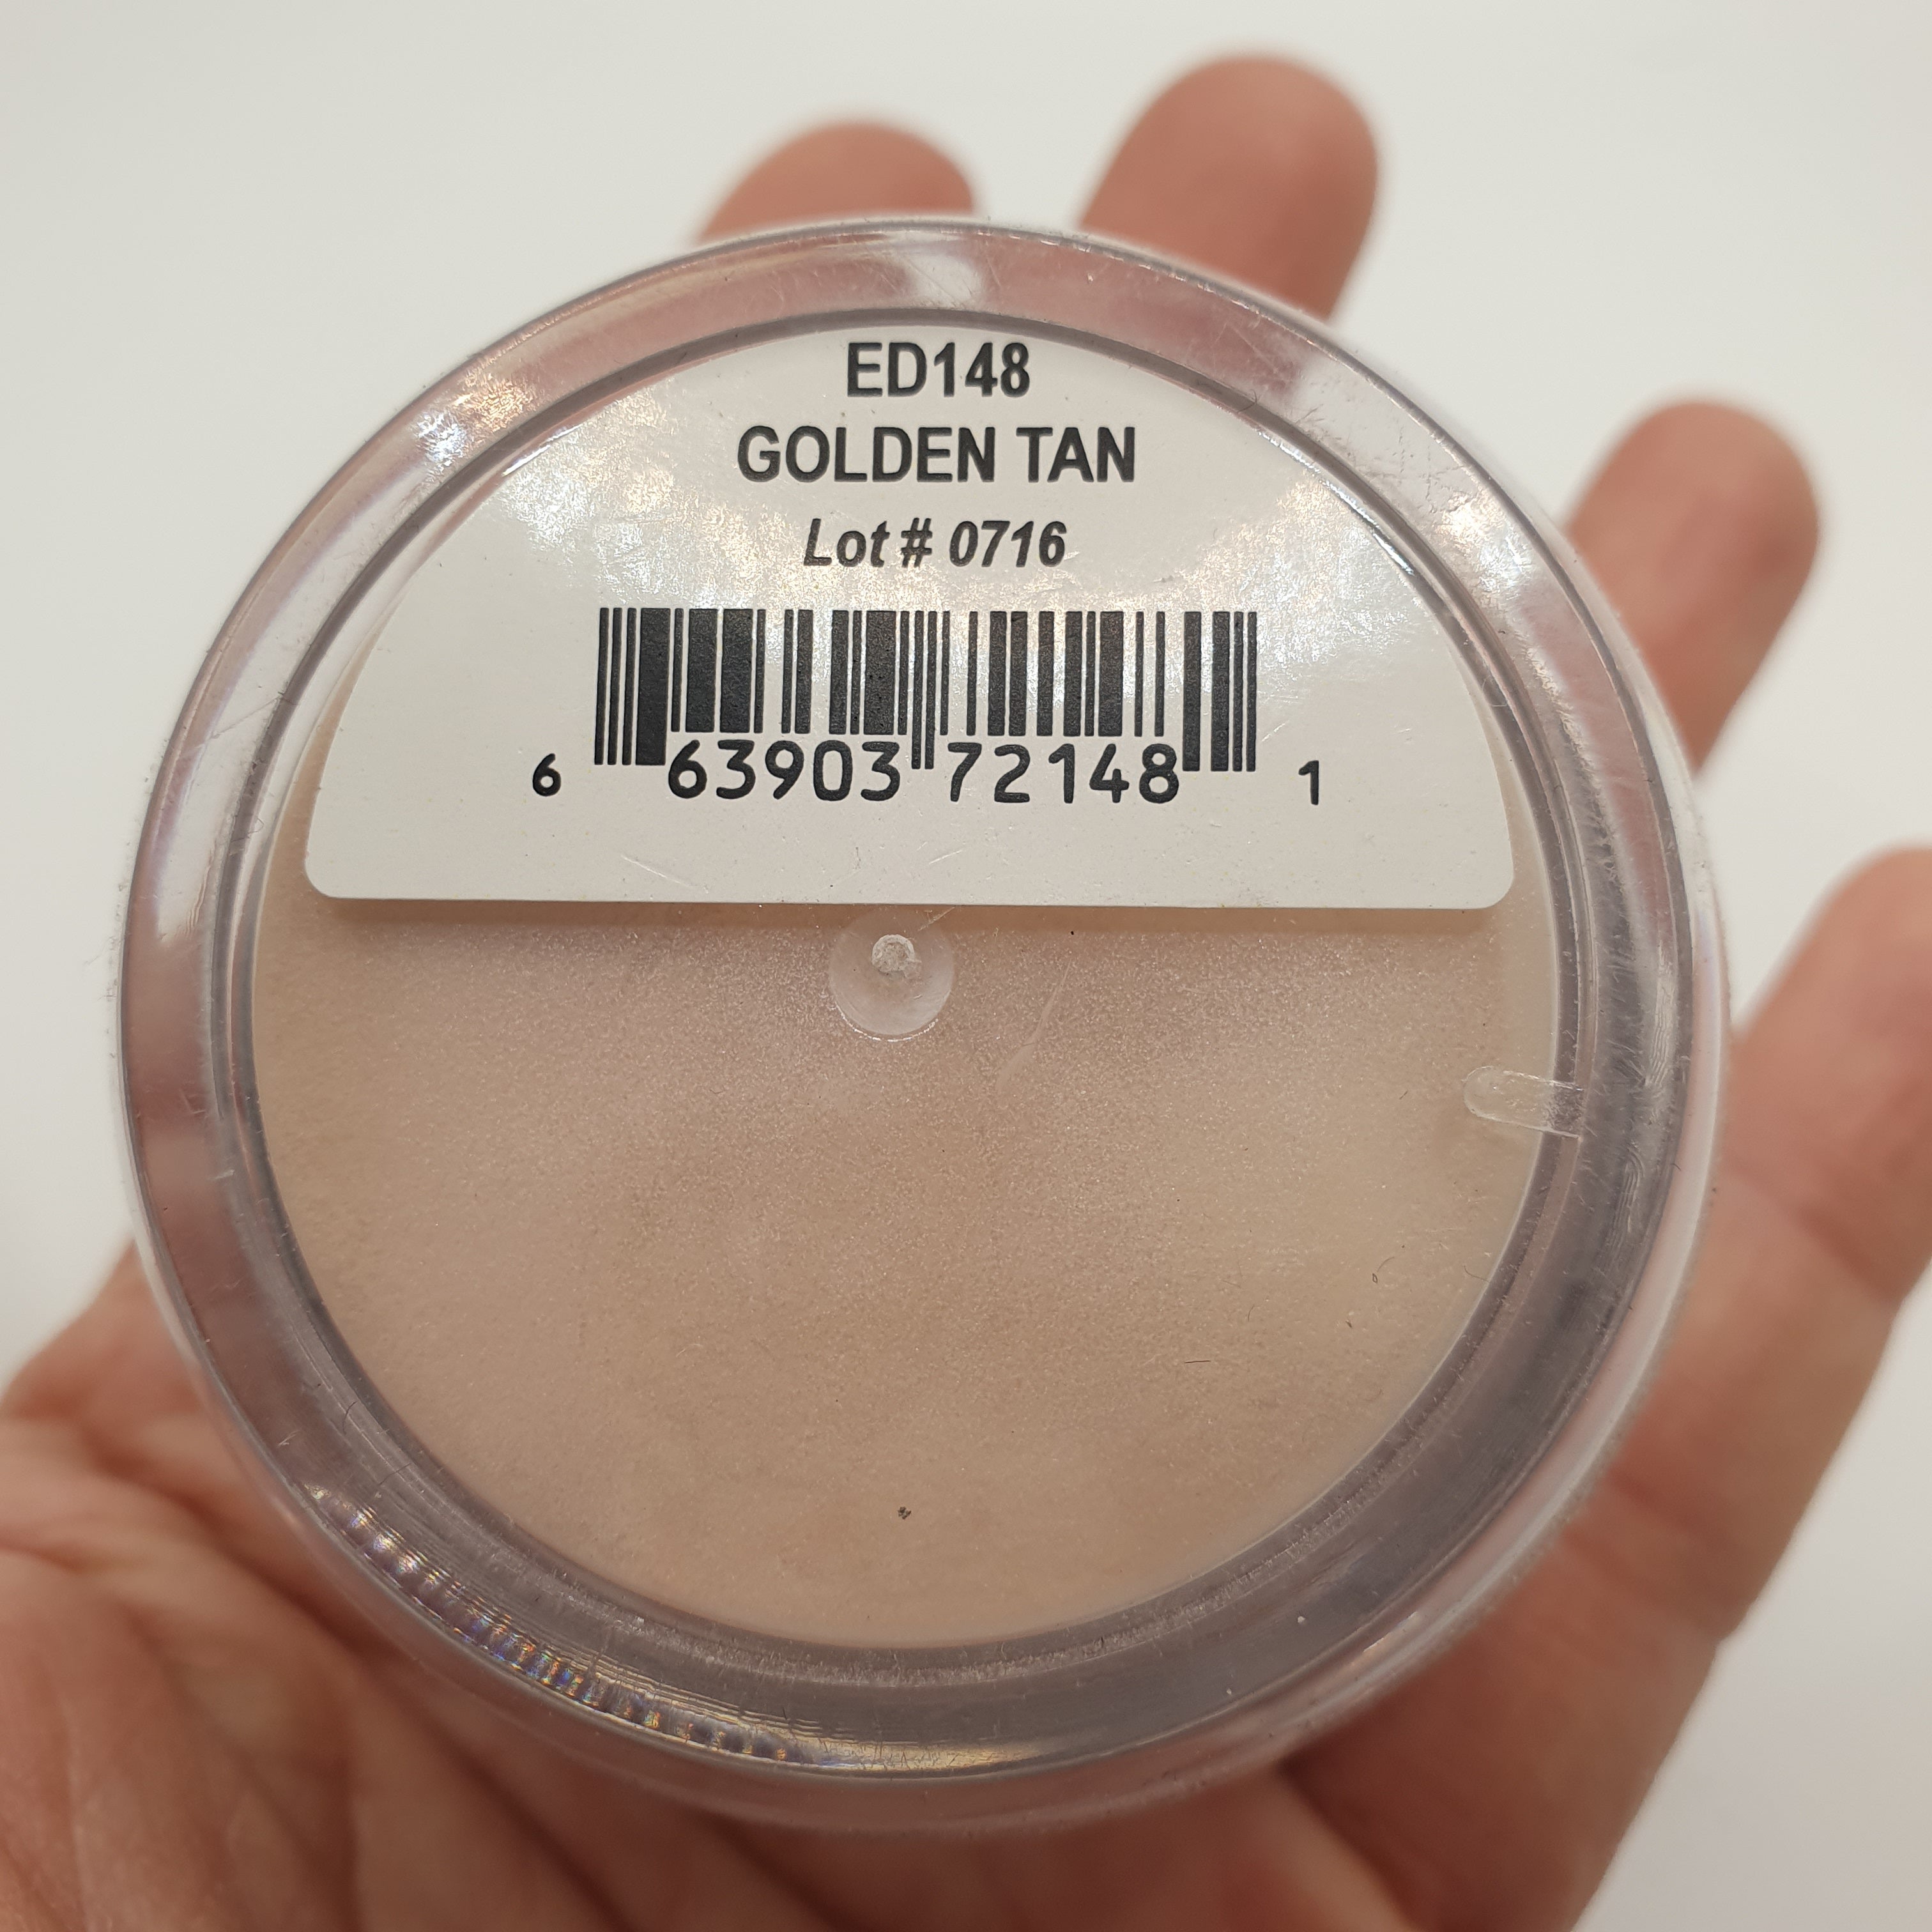 ED148
GOLDEN TAN
Lot # 0716
6 63903 72148 1